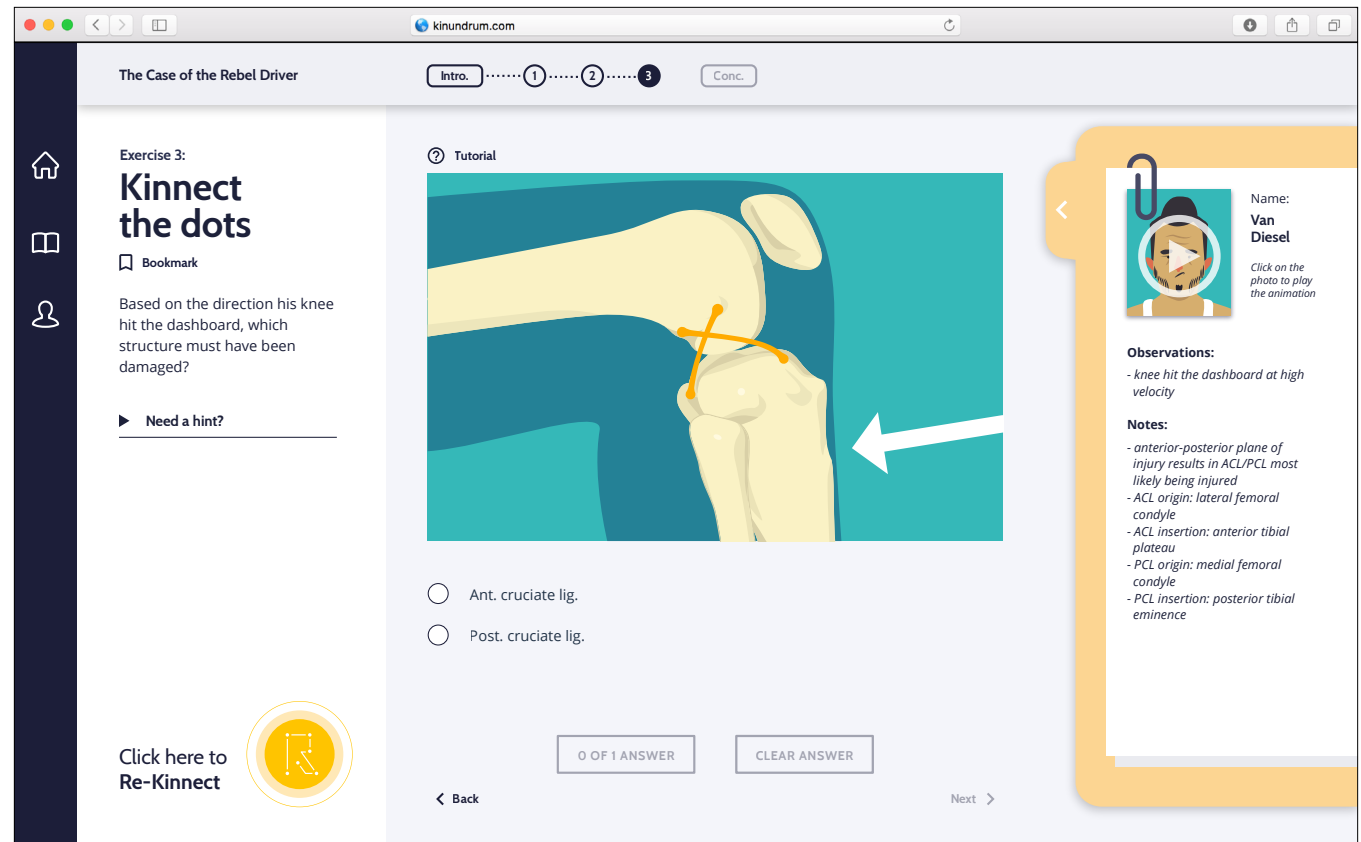 kinundrum.com
The Case of the Rebel Driver
Intro.
1
2
3
Conc.
Exercise 3:
Kinnect
the dots
Bookmark
Based on the direction his knee
hit the dashboard, which
structure must have been
damaged?
Need a hint?
Click here to
Re-Kinnect
R
? Tutorial
Ant. cruciate lig.
Post. cruciate lig.
0 OF 1 ANSWER
CLEAR ANSWER
Back
Next
Name:
Van
Diesel
Click on the
photo to play
the animation
Observations:
- knee hit the dashboard at high
velocity
Notes:
- anterior-posterior plane of
injury results in ACL/PCL most
likely being injured
- ACL origin: lateral femoral
condyle
- ACL insertion: anterior tibial
plateau
- PCL origin: medial femoral
condyle
- PCL insertion: posterior tibial
eminence